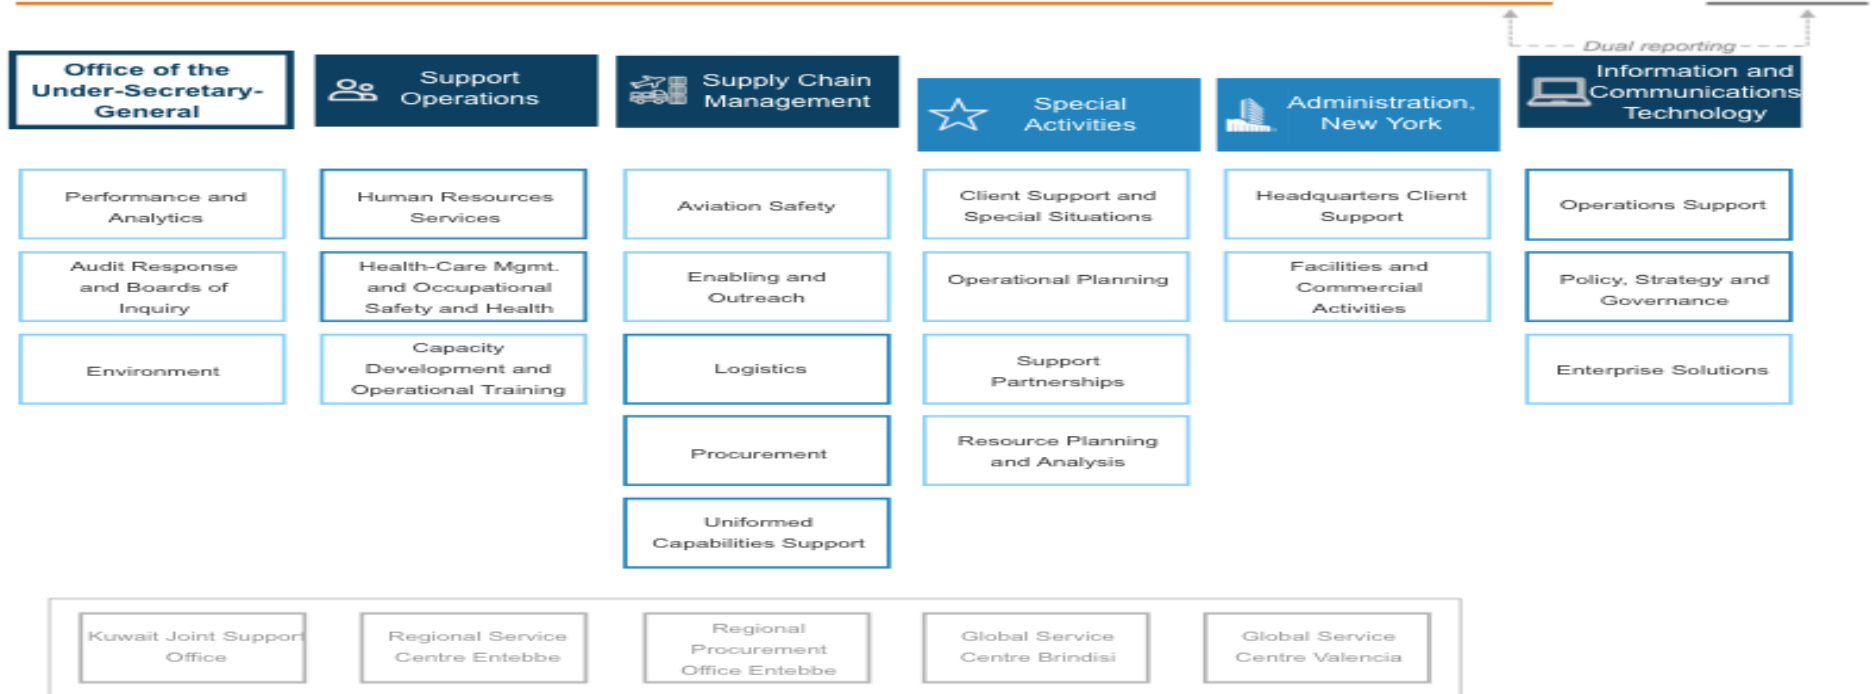 Dual reporting
Office of the
Under-Secretary-
General
Support
Operations
Supply Chain
Management
Special
Activities
Administration,
New York
Information and
Communications
Technology
Performance and
Analytics
Audit Response
and Boards of
Inquiry
Environment
Human Resources
Services
Health-Care Mgmt.
and Occupational
Safety and Health
Capacity
Development and
Operational Training
Aviation Safety
Enabling and
Outreach
Logistics
Procurement
Uniformed
Capabilities Support
Client Support and
Special Situations
Operational Planning
Support
Partnerships
Resource Planning
and Analysis
Headquarters Client
Support
Facilities and
Commercial
Activities
Operations Support
Policy, Strategy and
Governance
Enterprise Solutions
Kuwait Joint Support
Office
Regional Service
Centre Entebbe
Regional
Procurement
Office Entebbe
Global Service
Centre Brindisi
Global Service
Centre Valencia